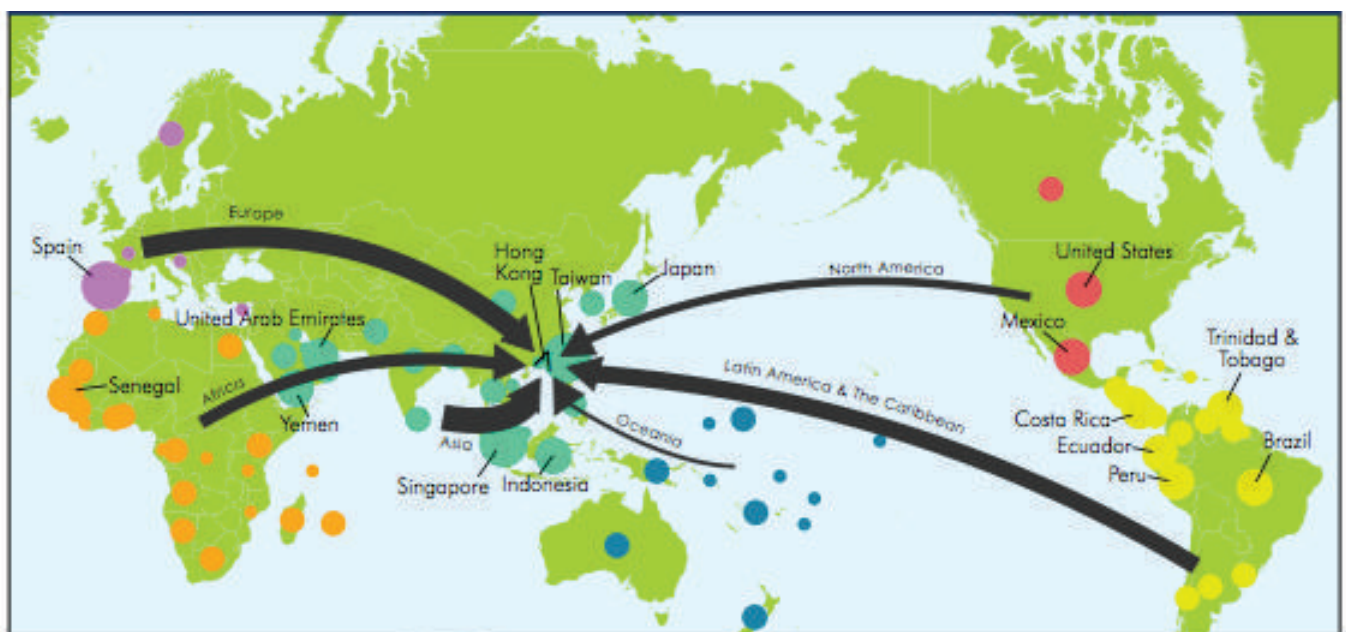 Europe
Spain
Hong
Kong
Taiwan
Japan
North America
United States
United Arab Emirates
Mexico
Trinidad &
Tobago
Senegal
Africa
Yemen
Latin America & The Caribbean
Costa Rica
Asia
Oceania
Ecuador
Brazil
Singapore
Indonesia
Peru